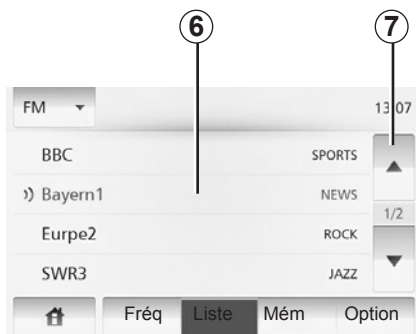 6 7
FM 13:07
BBC SPORTS
Bayern1 NEWS
1/2
Eurpe2 ROCK
SWR3 JAZZ
Fréq Liste Mém Option